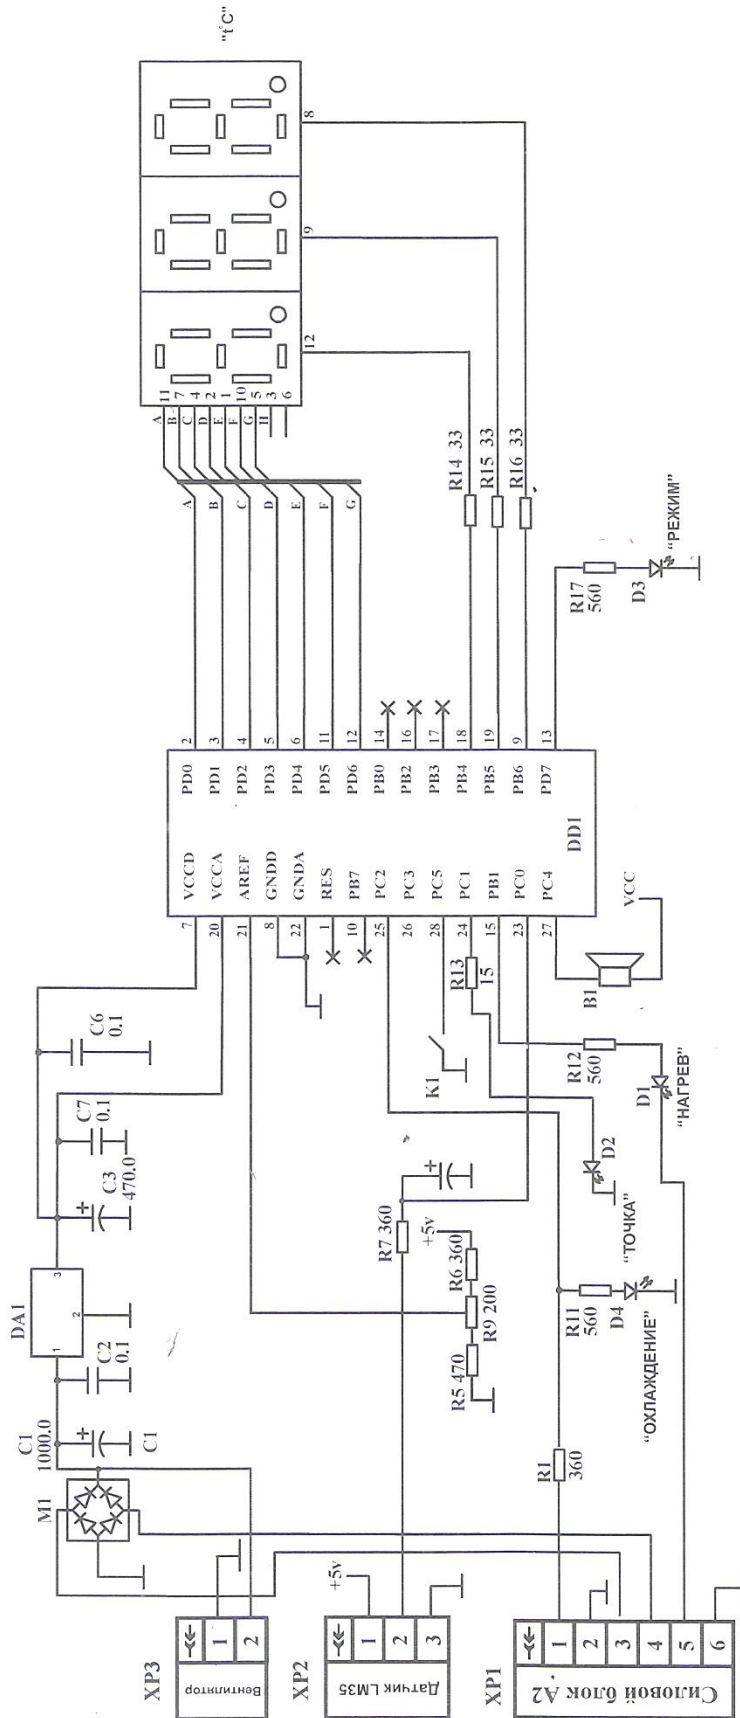 "t°C"
8
9
12
A
B
C
D
E
F
G
H
11
7
4
2
1
10
5
3
6
A
B
C
D
E
F
G
R14 33
R15 33
R16 33
R17
560
D3
"РЕЖИМ"
2
3
4
5
6
11
12
14
16
17
18
19
9
13
PD0
PD1
PD2
PD3
PD4
PD5
PD6
PB0
PB2
PB3
PB4
PB5
PB6
PD7
DD1
VCCD
VCCA
AREF
GNDD
GNDA
RES
PB7
PC2
PC3
PC5
PC1
PB1
PC0
PC4
7
20
21
8
22
1
10
25
26
28
24
15
23
27
VCC
B1
R13
15
K1
R12
560
D1
"НАГРЕВ"
D2
"ТОЧКА"
C6
0.1
C7
0.1
C3
470.0
+
DA1
1
2
3
C2
0.1
C1
1000.0
+
C1
M1
R7 360
+
+5v
R6 360
R9 200
R5 470
R11
560
D4
"ОХЛАЖДЕНИЕ"
R1
360
XP3
1
2
Вентилятор
XP2
+5v
1
2
3
Датчик LM35
XP1
1
2
3
4
5
6
Силовой блок А2